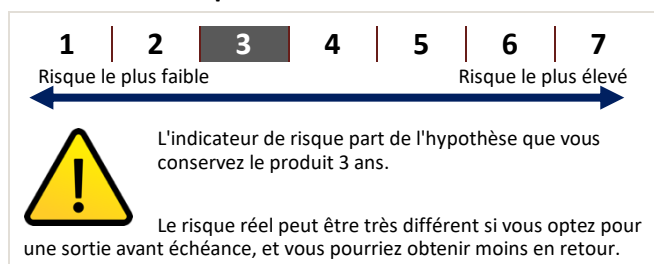 1 2 3 4 5 6 7
Risque le plus faible Risque le plus élevé
L'indicateur de risque part de l'hypothèse que vous
conservez le produit 3 ans.
Le risque réel peut être très différent si vous optez pour
une sortie avant échéance, et vous pourriez obtenir moins en retour.